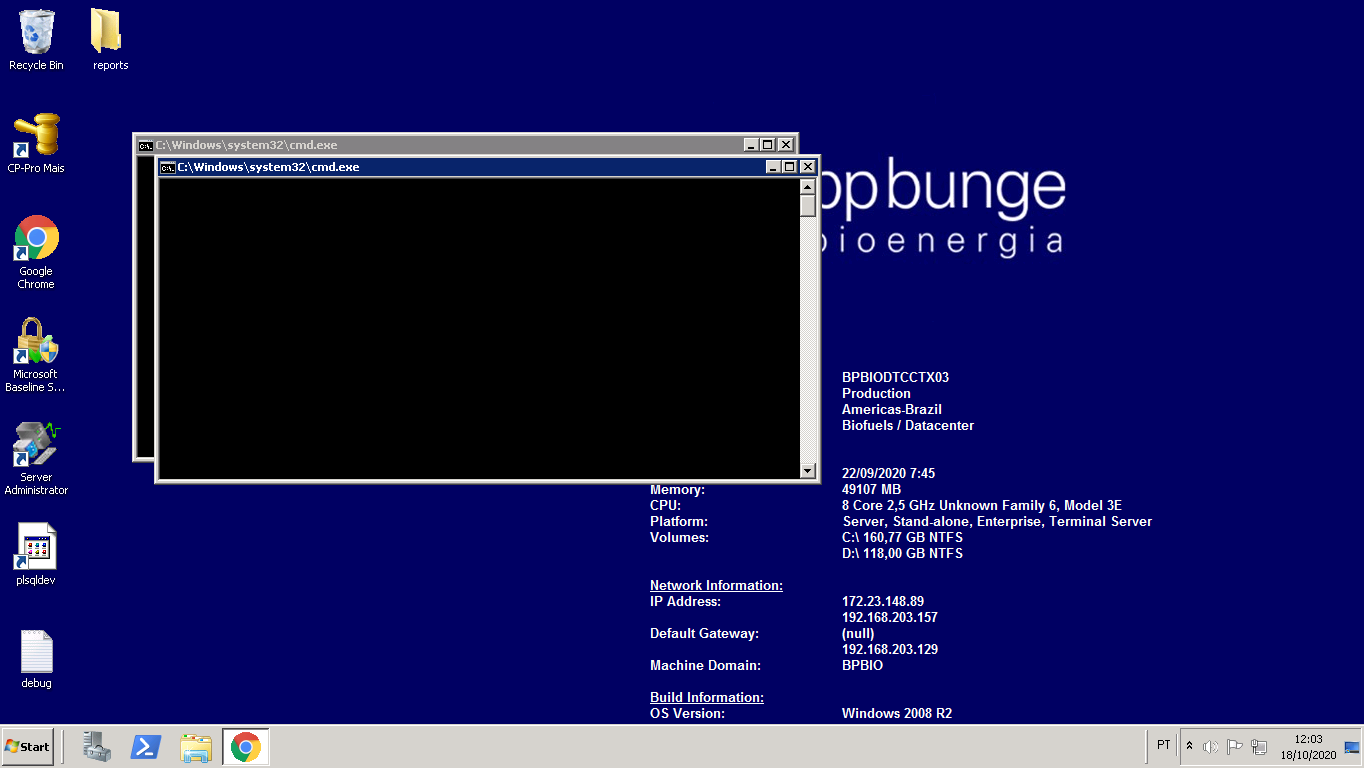 Recycle Bin
reports
CP-Pro Mais
Google
Chrome
Microsoft
Baseline S...
Server
Administrator
plsqldev
debug
C:\Windows\system32\cmd.exe
C:\Windows\system32\cmd.exe
bp bunge
bioenergia
BPBIODTCCTX03
Production
Americas-Brazil
Biofuels / Datacenter
22/09/2020 7:45
Memory: 49107 MB
CPU: 8 Core 2,5 GHz Unknown Family 6, Model 3E
Platform: Server, Stand-alone, Enterprise, Terminal Server
Volumes: C:\ 160,77 GB NTFS
D:\ 118,00 GB NTFS
Network Information:
IP Address: 172.23.148.89
192.168.203.157
Default Gateway: (null)
192.168.203.129
Machine Domain: BPBIO
Build Information:
OS Version: Windows 2008 R2
Start
PT
12:03
18/10/2020